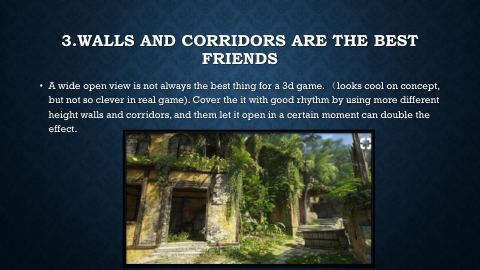 3.WALLS AND CORRIDORS ARE THE BEST
FRIENDS
• A wide open view is not always the best thing for a 3d game. （looks cool on concept,
but not so clever in real game). Cover the it with good rhythm by using more different
height walls and corridors, and them let it open in a certain moment can double the
effect.